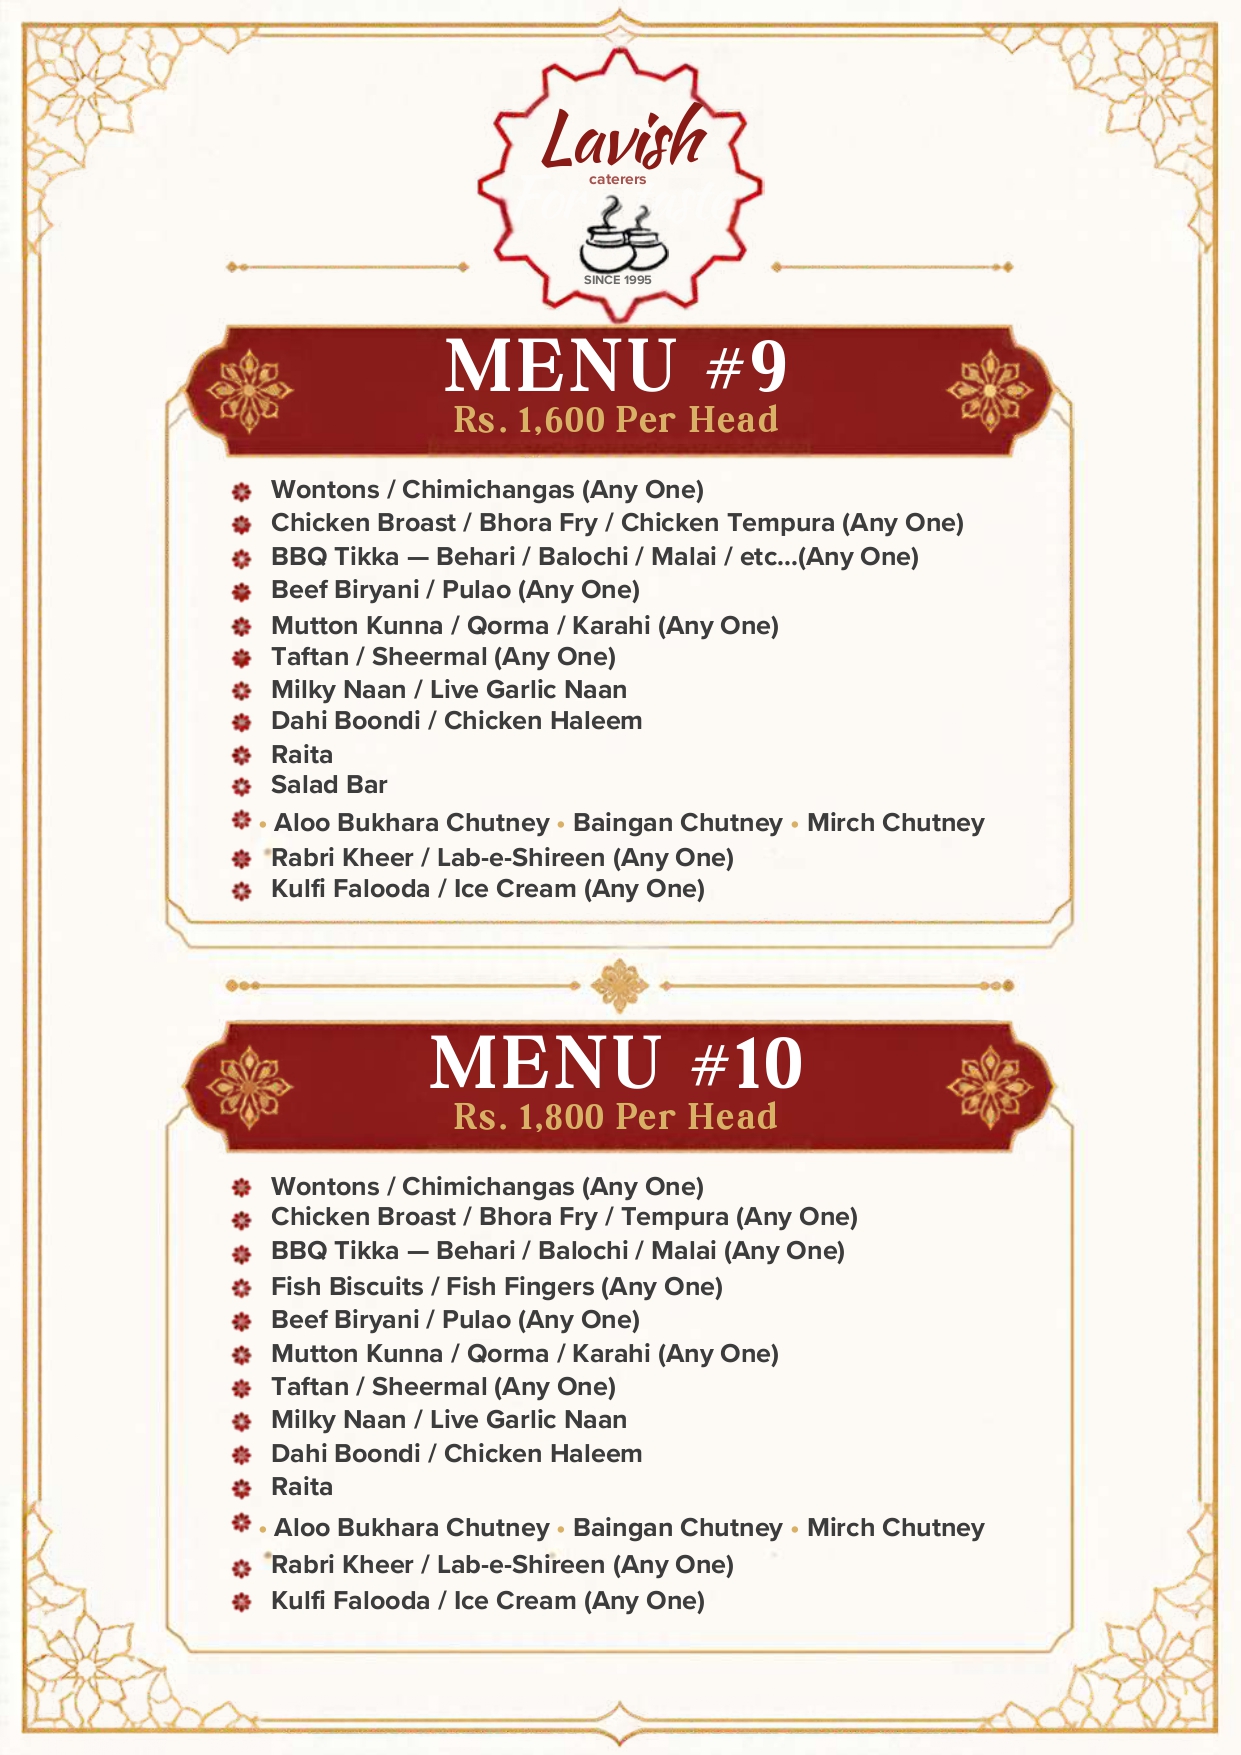 Lavish
caterers
SINCE 1995
MENU #9
Rs. 1,600 Per Head
Wontons / Chimichangas (Any One)
Chicken Broast / Bhora Fry / Chicken Tempura (Any One)
BBQ Tikka — Behari / Balochi / Malai / etc...(Any One)
Beef Biryani / Pulao (Any One)
Mutton Kunna / Qorma / Karahi (Any One)
Taftan / Sheermal (Any One)
Milky Naan / Live Garlic Naan
Dahi Boondi / Chicken Haleem
Raita
Salad Bar
• Aloo Bukhara Chutney • Baingan Chutney • Mirch Chutney
Rabri Kheer / Lab-e-Shireen (Any One)
Kulfi Falooda / Ice Cream (Any One)
MENU #10
Rs. 1,800 Per Head
Wontons / Chimichangas (Any One)
Chicken Broast / Bhora Fry / Tempura (Any One)
BBQ Tikka — Behari / Balochi / Malai (Any One)
Fish Biscuits / Fish Fingers (Any One)
Beef Biryani / Pulao (Any One)
Mutton Kunna / Qorma / Karahi (Any One)
Taftan / Sheermal (Any One)
Milky Naan / Live Garlic Naan
Dahi Boondi / Chicken Haleem
Raita
• Aloo Bukhara Chutney • Baingan Chutney • Mirch Chutney
Rabri Kheer / Lab-e-Shireen (Any One)
Kulfi Falooda / Ice Cream (Any One)